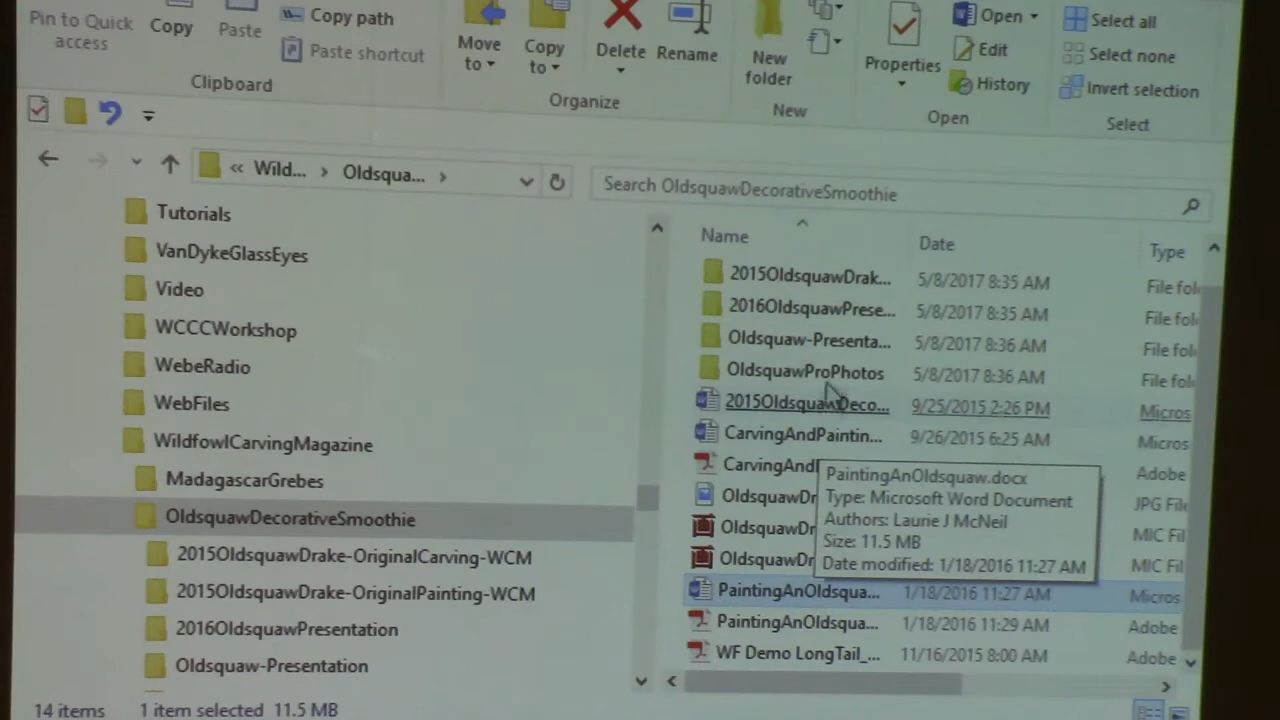 Pin to Quick access
Copy
Paste
Copy path
Paste shortcut
Clipboard
Move to
Copy to
Delete
Rename
Organize
New folder
New
Properties
Open
Edit
History
Open
Select all
Select none
Invert selection
Select
« Wild... › Oldsqua... ›
Search OldsquawDecorativeSmoothie
Tutorials
VanDykeGlassEyes
Video
WCCCWorkshop
WebeRadio
WebFiles
WildfowlCarvingMagazine
MadagascarGrebes
OldsquawDecorativeSmoothie
2015OldsquawDrake-OriginalCarving-WCM
2015OldsquawDrake-OriginalPainting-WCM
2016OldsquawPresentation
Oldsquaw-Presentation
Name Date Type
2015OldsquawDrak... 5/8/2017 8:35 AM File fol
2016OldsquawPrese... 5/8/2017 8:35 AM File fol
Oldsquaw-Presenta... 5/8/2017 8:36 AM File fol
OldsquawProPhotos 5/8/2017 8:36 AM File fol
2015OldsquawDeco... 9/25/2015 2:26 PM Micros
CarvingAndPaintin... 9/26/2015 6:25 AM Micros
CarvingAndI Adobe
OldsquawDr JPG File
OldsquawDr MIC Fil
OldsquawDr MIC Fil
PaintingAnOldsqua... 1/18/2016 11:27 AM Micros
PaintingAnOldsqua... 1/18/2016 11:29 AM Adobe
WF Demo LongTail_... 11/16/2015 8:00 AM Adobe
PaintingAnOldsquaw.docx
Type: Microsoft Word Document
Authors: Laurie J McNeil
Size: 11.5 MB
Date modified: 1/18/2016 11:27 AM
14 items 1 item selected 11.5 MB